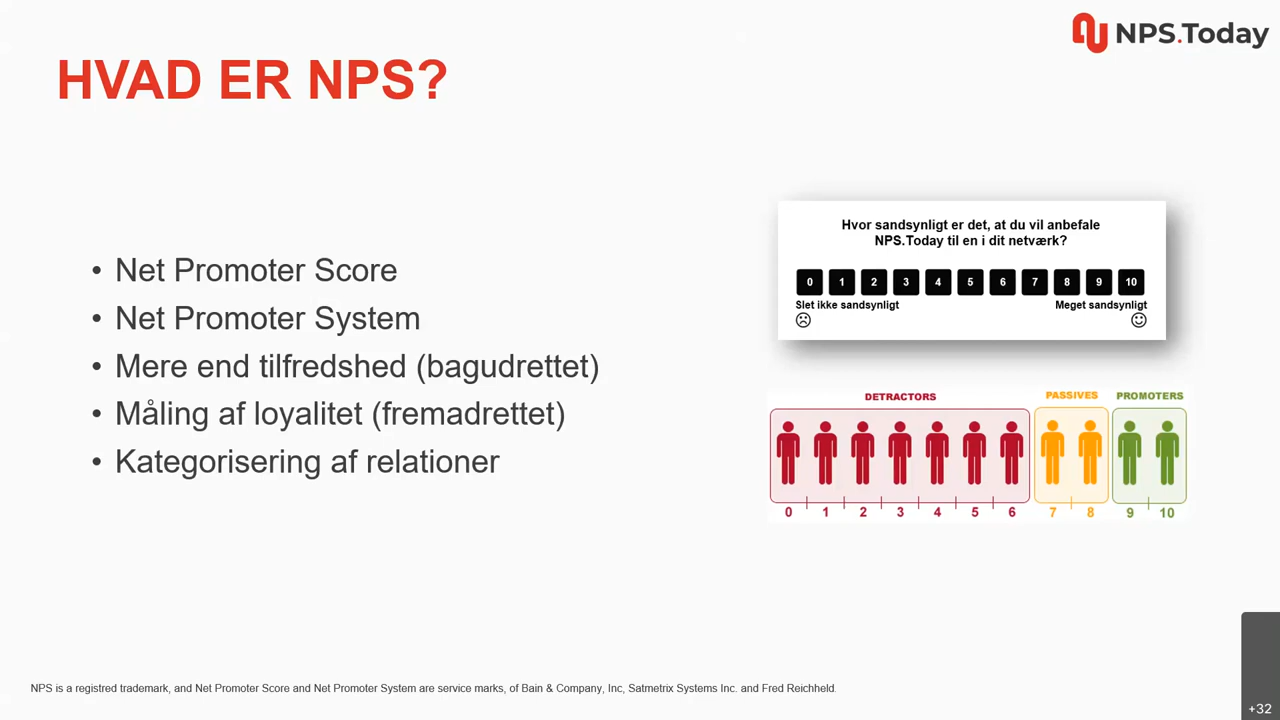 NPS.Today
HVAD ER NPS?
• Net Promoter Score
• Net Promoter System
• Mere end tilfredshed (bagudrettet)
• Måling af loyalitet (fremadrettet)
• Kategorisering af relationer
Hvor sandsynligt er det, at du vil anbefale
NPS.Today til en i dit netværk?
0 1 2 3 4 5 6 7 8 9 10
Slet ikke sandsynligt Meget sandsynligt
DETRACTORS PASSIVES PROMOTERS
0 1 2 3 4 5 6 7 8 9 10
NPS is a registred trademark, and Net Promoter Score and Net Promoter System are service marks, of Bain & Company, Inc, Satmetrix Systems Inc. and Fred Reichheld.
+32